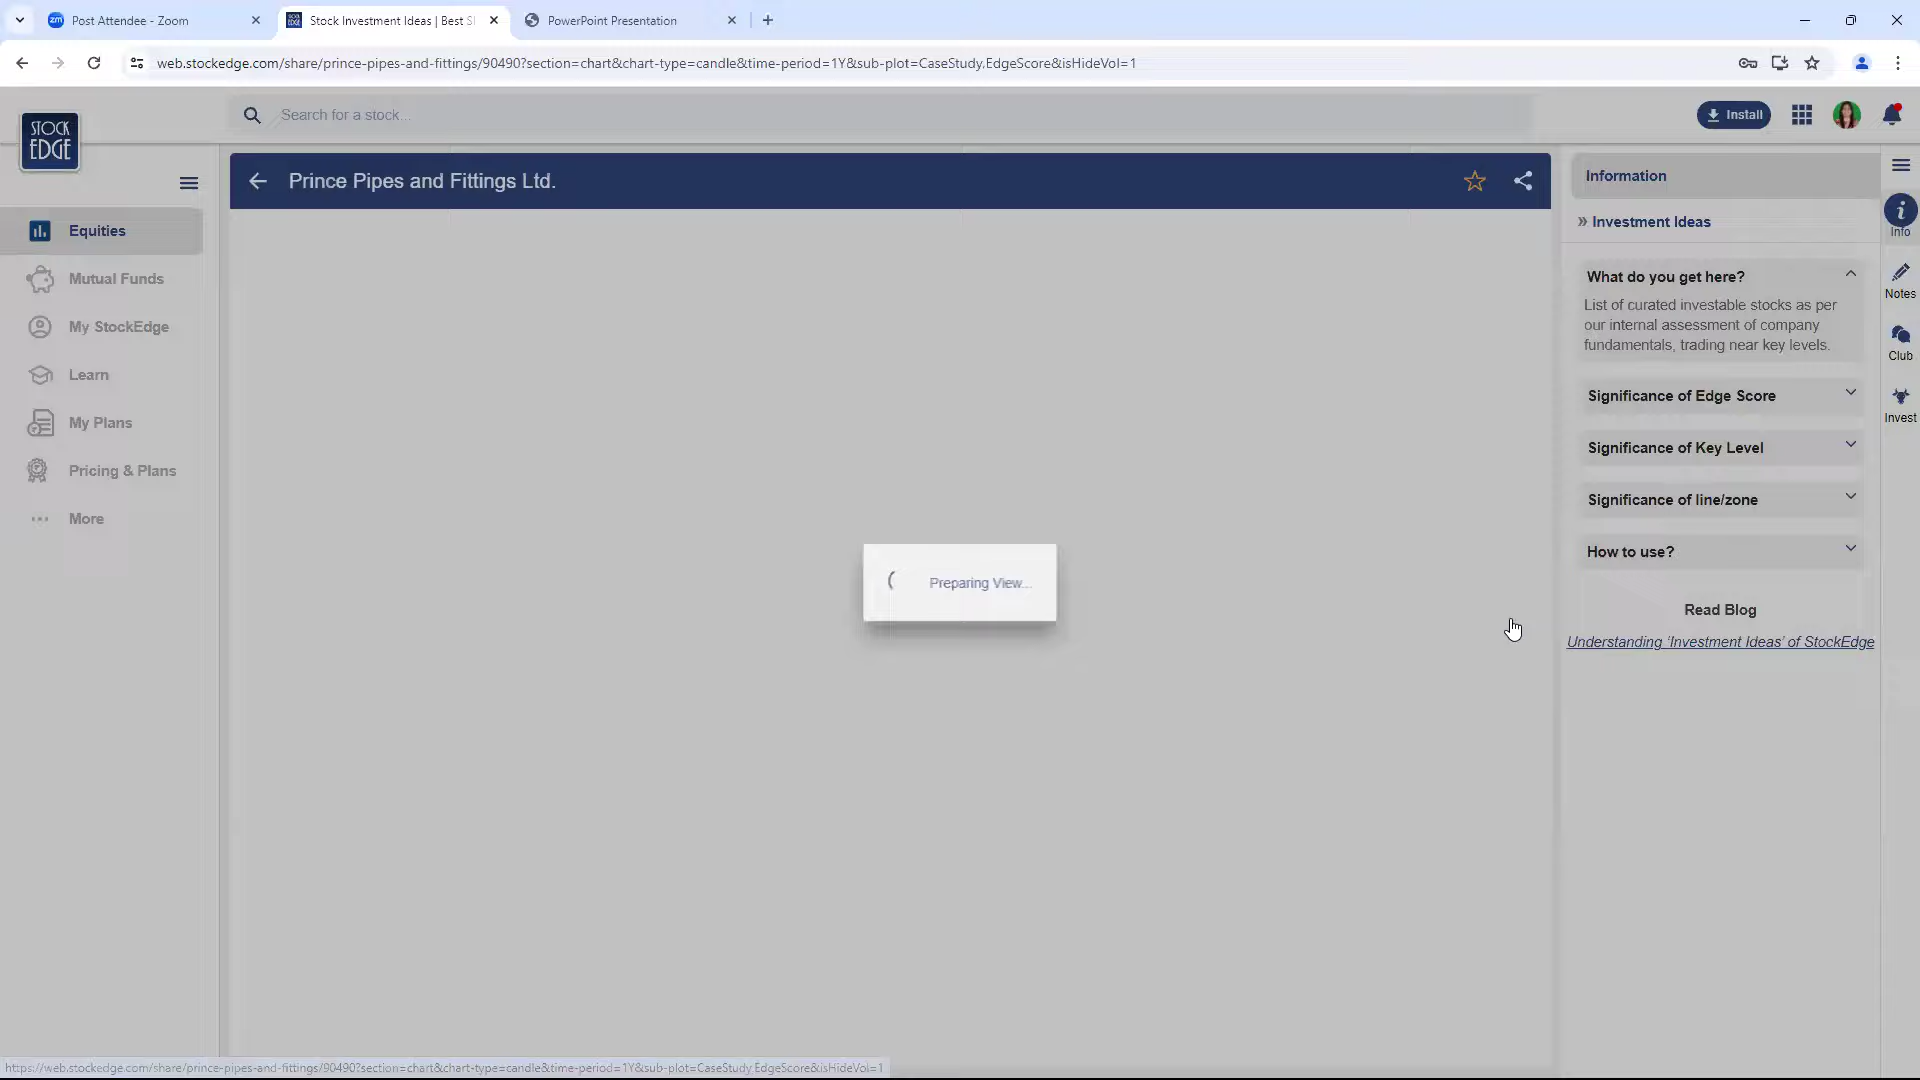 Post Attendee - Zoom
Stock Investment Ideas | Best S
PowerPoint Presentation
web.stockedge.com/share/prince-pipes-and-fittings/90490?section=chart&chart-type=candle&time-period=1Y&sub-plot=CaseStudy,EdgeScore&isHideVol=1
STOCK
EDGE
Search for a stock...
Install
Prince Pipes and Fittings Ltd.
Equities
Mutual Funds
My StockEdge
Learn
My Plans
Pricing & Plans
More
Preparing View...
Information
» Investment Ideas
What do you get here?
List of curated investable stocks as per
our internal assessment of company
fundamentals, trading near key levels.
Significance of Edge Score
Significance of Key Level
Significance of line/zone
How to use?
Read Blog
Understanding 'Investment Ideas' of StockEdge
Info
Notes
Club
Invest
https://web.stockedge.com/share/prince-pipes-and-fittings/90490?section=chart&chart-type=candle&time-period=1Y&sub-plot=CaseStudy,EdgeScore&isHideVol=1